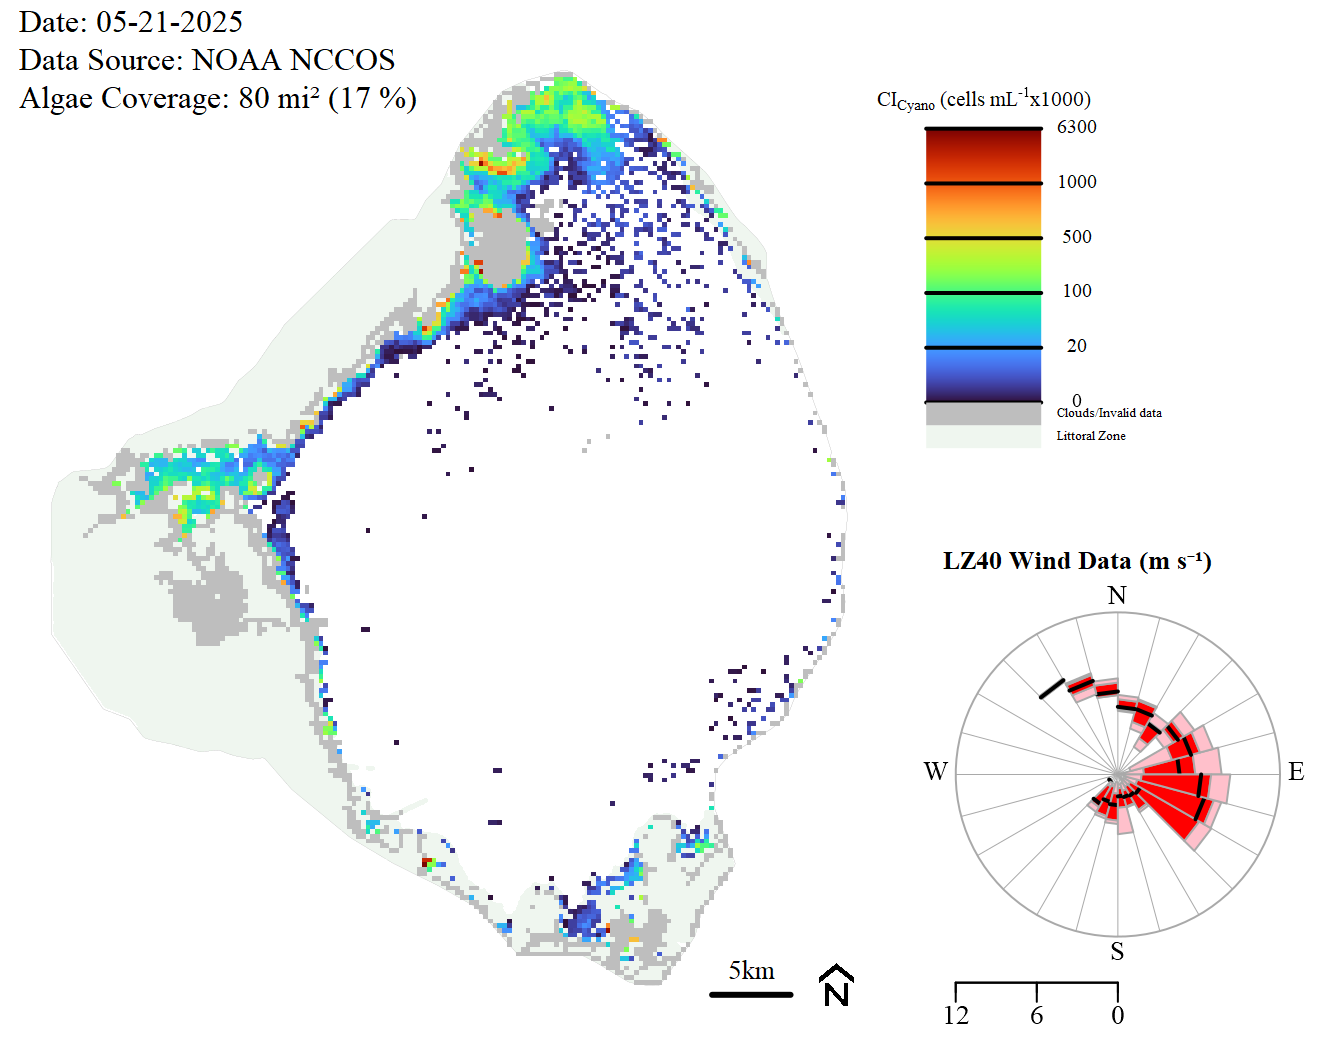 Date: 05-21-2025
Data Source: NOAA NCCOS
Algae Coverage: 80 mi² (17 %)
CICyano (cells mL-1x1000)
6300
1000
500
100
20
0
Clouds/Invalid data
Littoral Zone
LZ40 Wind Data (m s⁻¹)
N
W
E
S
5km
N
12 6 0